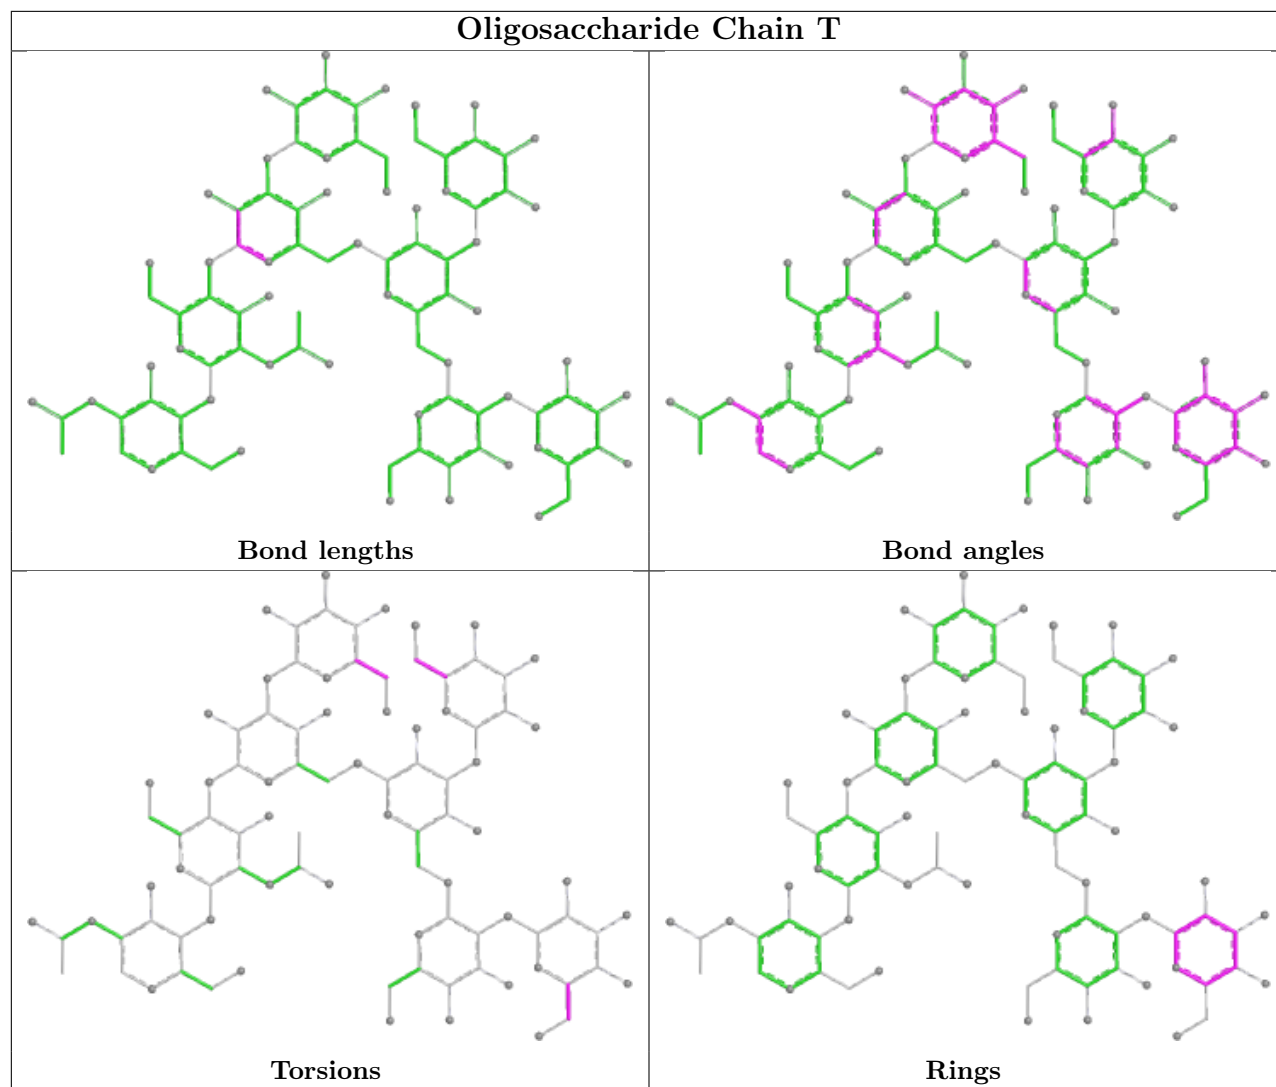 Oligosaccharide Chain T
Bond lengths
Bond angles
Torsions
Rings